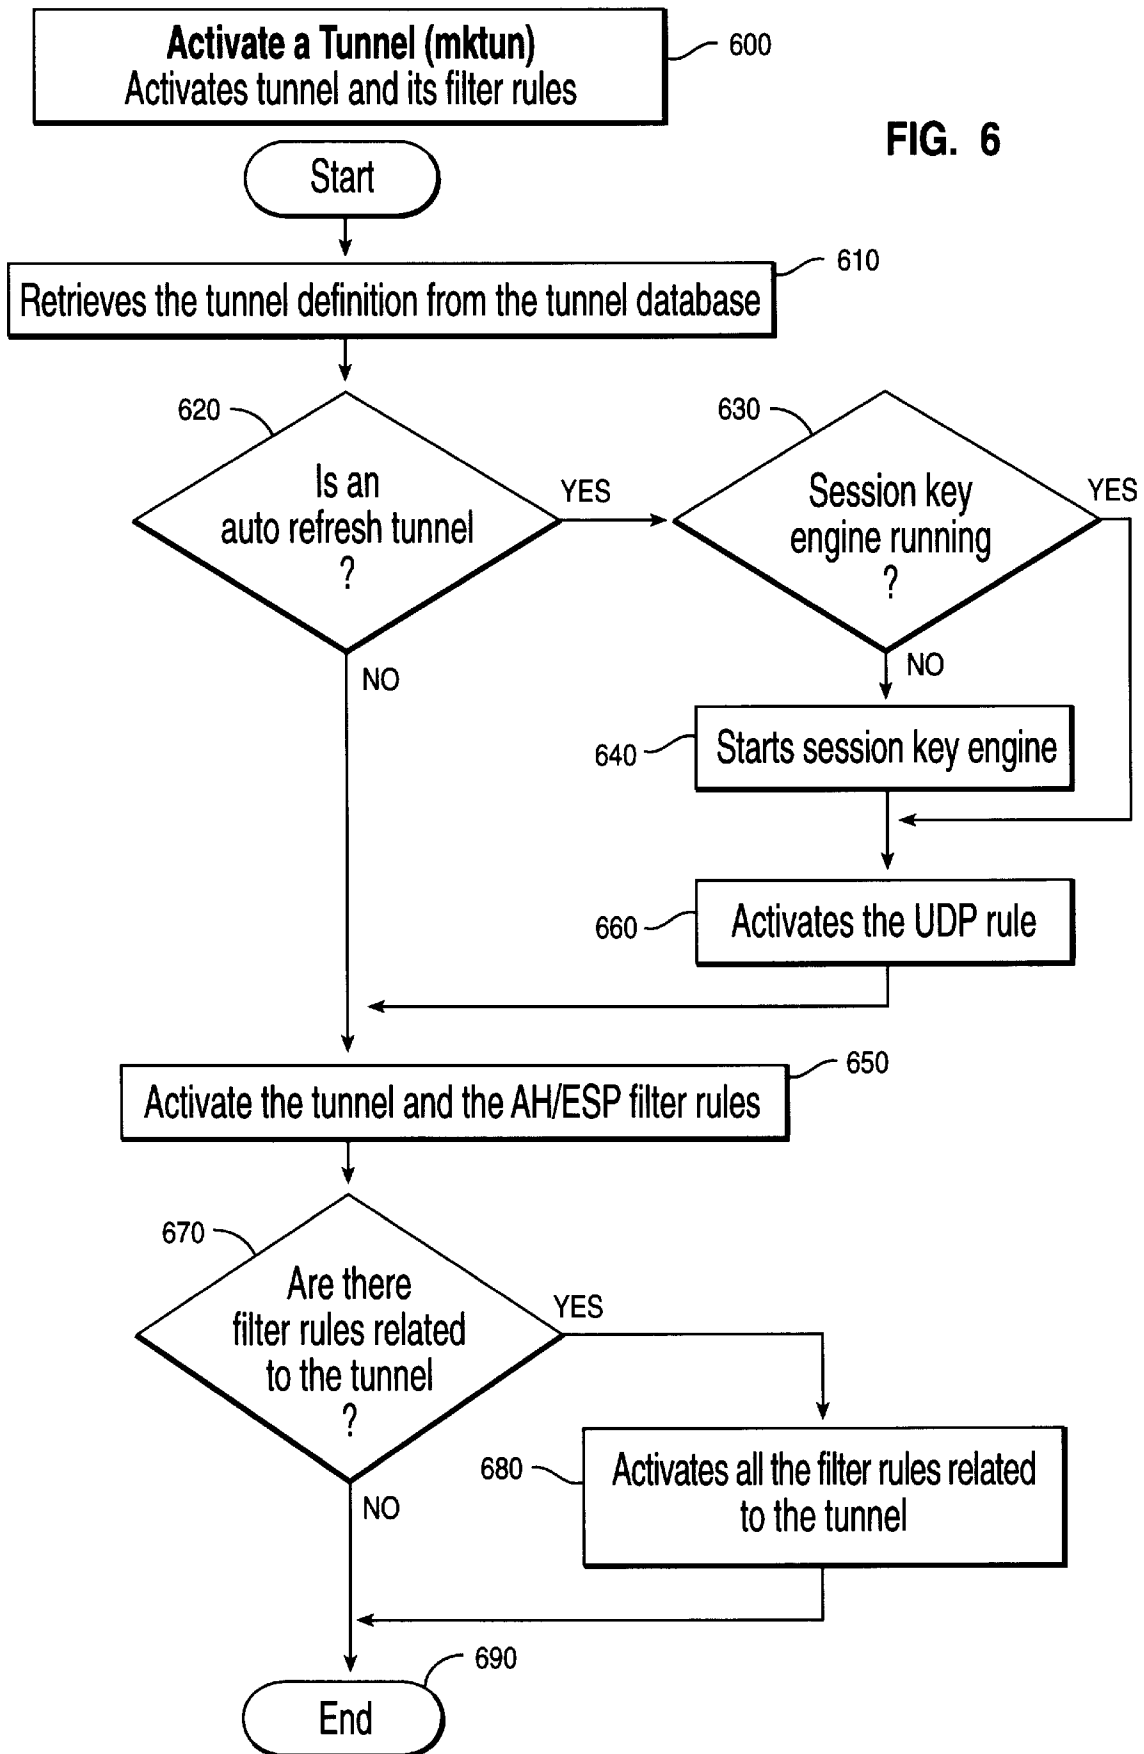 Activate a Tunnel (mktun)
Activates tunnel and its filter rules
600
FIG. 6
Start
610
Retrieves the tunnel definition from the tunnel database
620
Is an
auto refresh tunnel
?
YES
NO
630
Session key
engine running
?
YES
NO
640
Starts session key engine
660
Activates the UDP rule
650
Activate the tunnel and the AH/ESP filter rules
670
Are there
filter rules related
to the tunnel
?
YES
NO
680
Activates all the filter rules related
to the tunnel
690
End